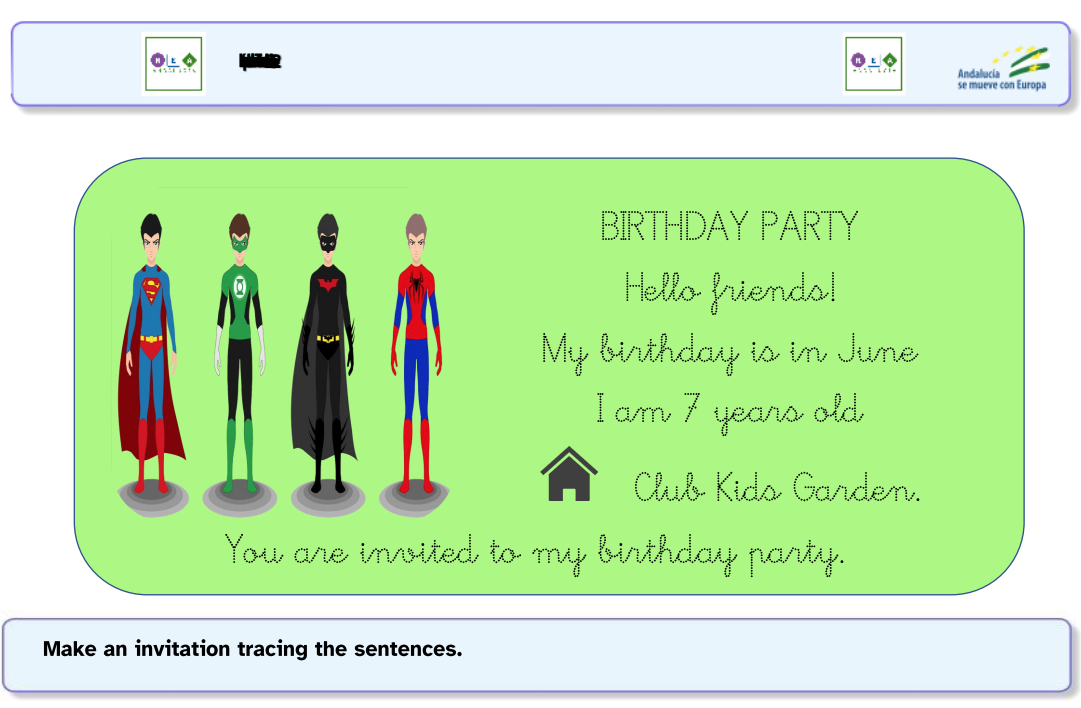 M E A
M E A
Andalucía
se mueve con Europa
BIRTHDAY PARTY
Hello friends!
My birthday is in June
I am 7 years old
Club Kids Garden.
You are invited to my birthday party.
Make an invitation tracing the sentences.